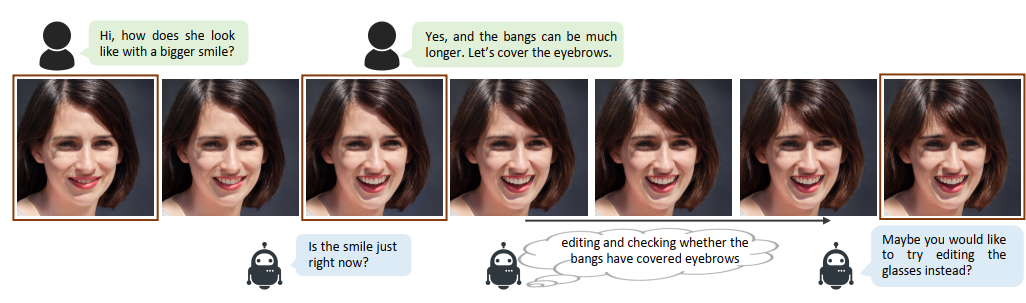 Hi, how does she look
like with a bigger smile?
Yes, and the bangs can be much
longer. Let's cover the eyebrows.
Is the smile just
right now?
editing and checking whether the
bangs have covered eyebrows
Maybe you would like
to try editing the
glasses instead?